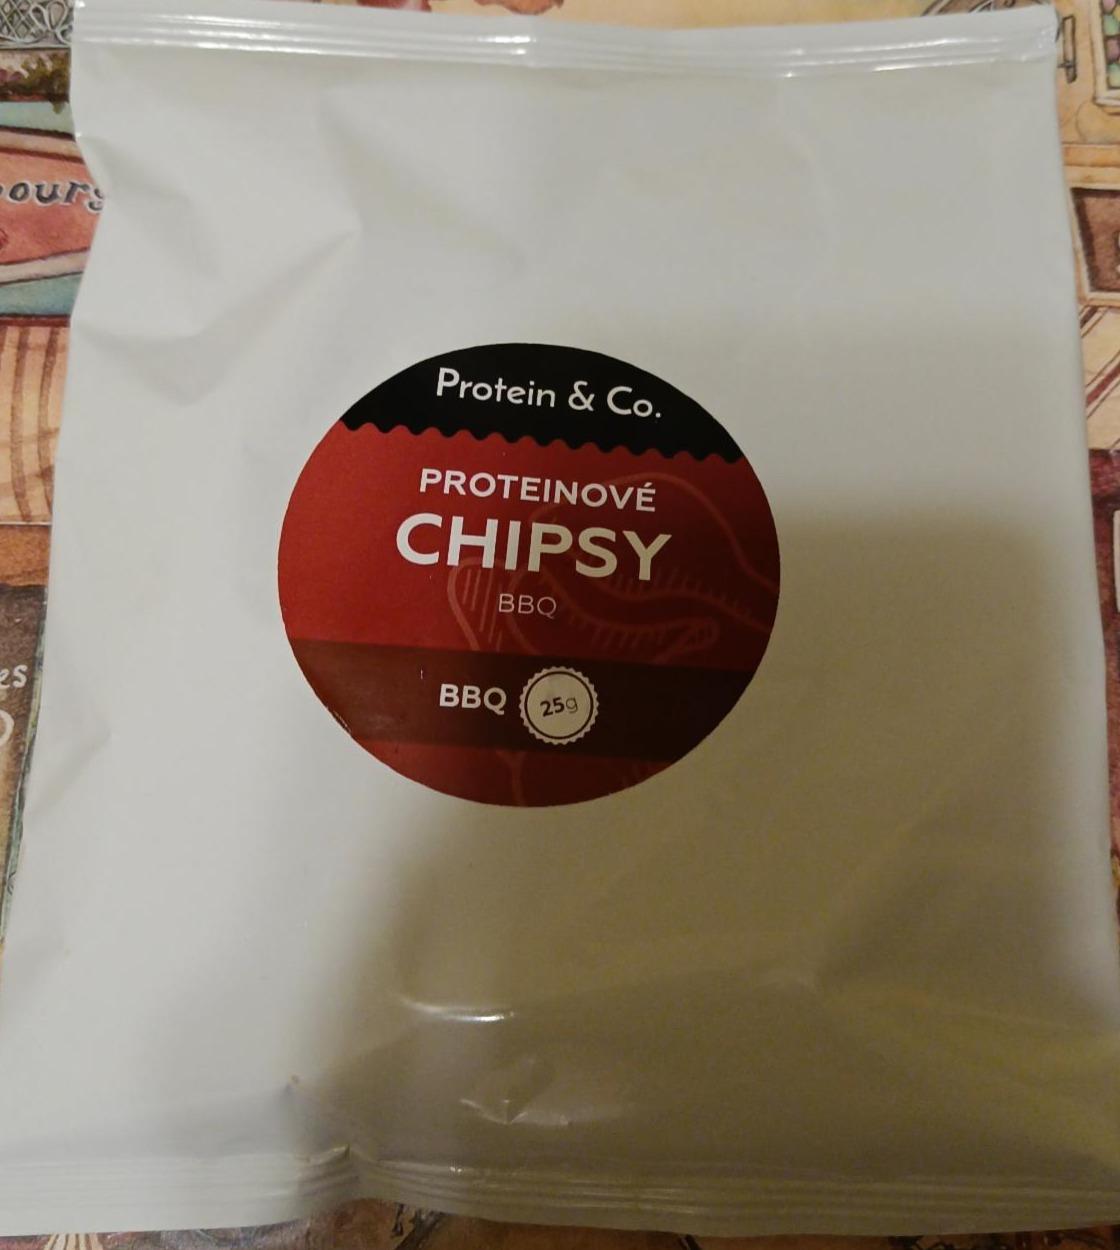 Protein & Co.
PROTEINOVÉ
CHIPSY
BBQ
BBQ 25g